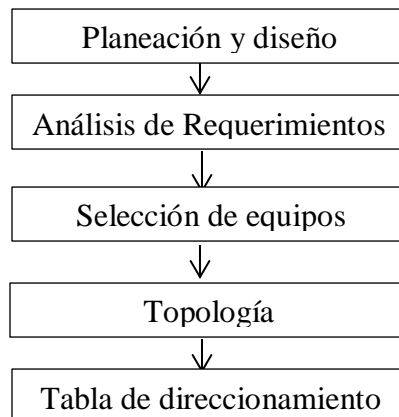 Planeación y diseño
Análisis de Requerimientos
Selección de equipos
Topología
Tabla de direccionamiento